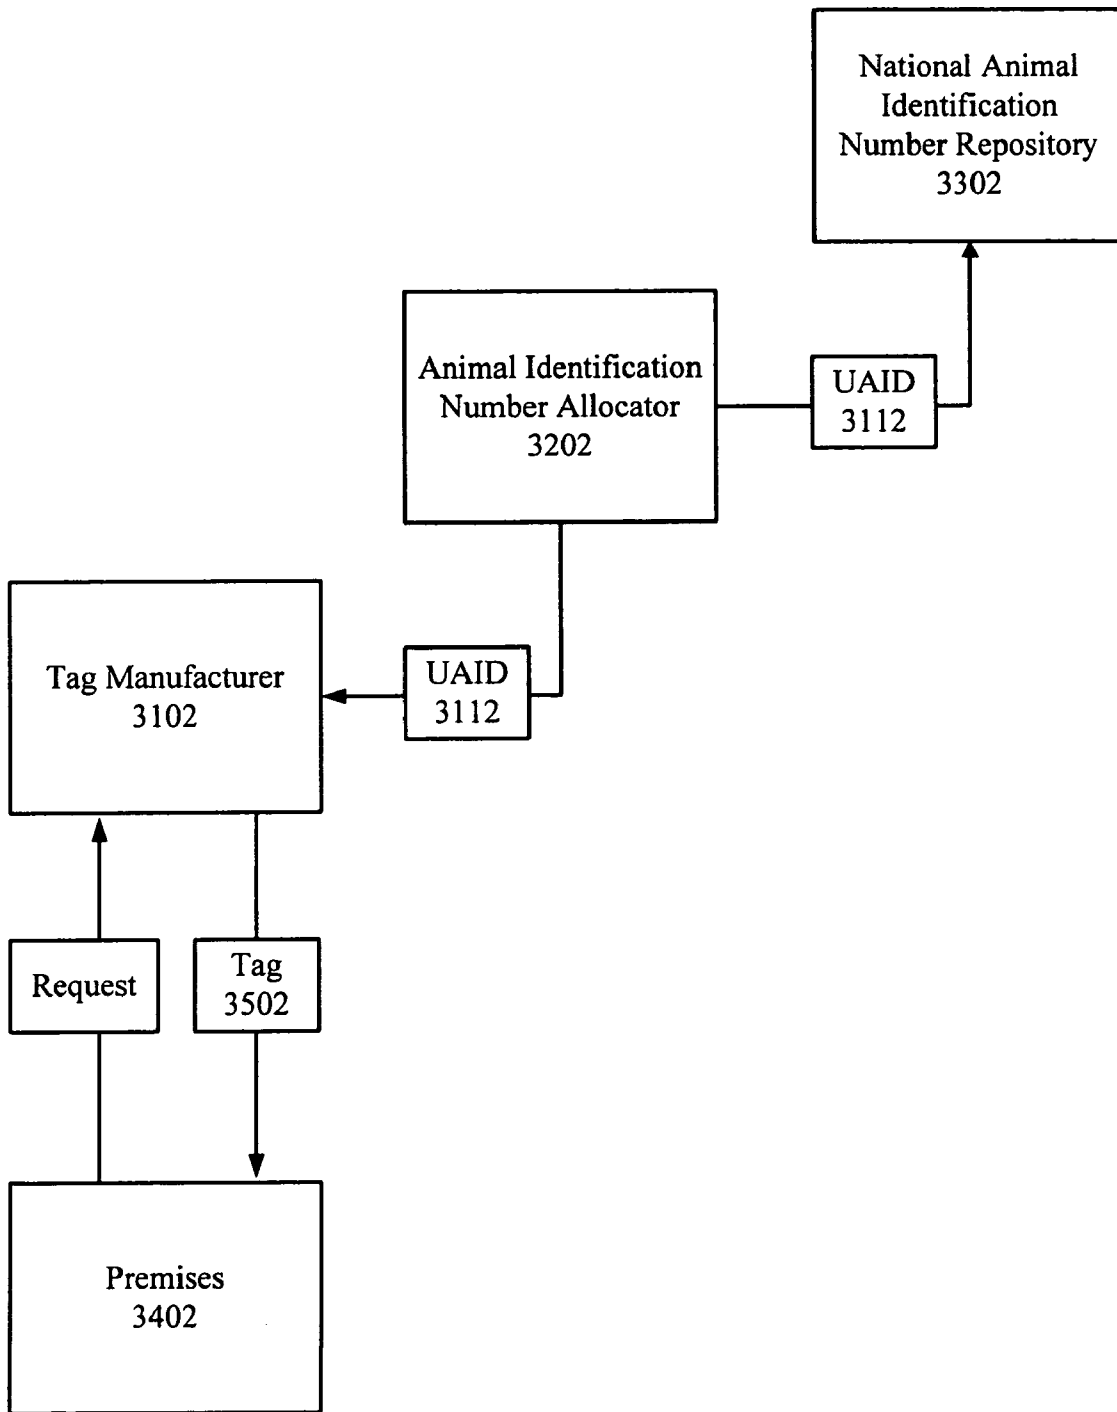 National Animal
Identification
Number Repository
3302
Animal Identification
Number Allocator
3202
UAID
3112
Tag Manufacturer
3102
UAID
3112
Request
Tag
3502
Premises
3402